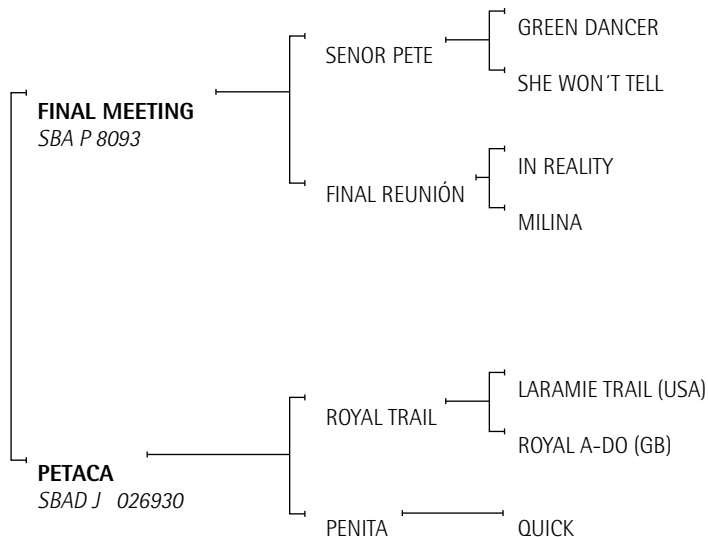 GREEN DANCER
SENOR PETE
SHE WON´T TELL
FINAL MEETING
SBA P 8093
IN REALITY
FINAL REUNIÓN
MILINA
LARAMIE TRAIL (USA)
ROYAL TRAIL
ROYAL A-DO (GB)
PETACA
SBAD J 026930
PENITA
QUICK